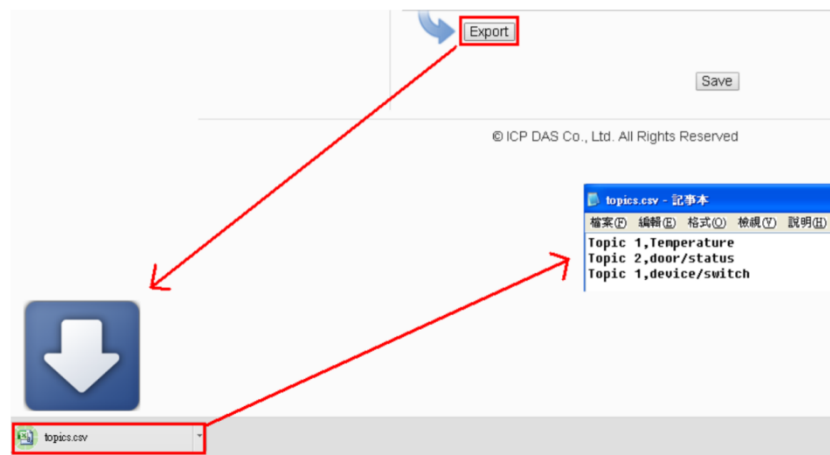 Export
Save
© ICP DAS Co., Ltd. All Rights Reserved
topics.csv - 記事本
檔案(F) 編輯(E) 格式(O) 檢視(V) 說明(H)
Topic 1,Temperature
Topic 2,door/status
Topic 1,device/switch
topics.csv